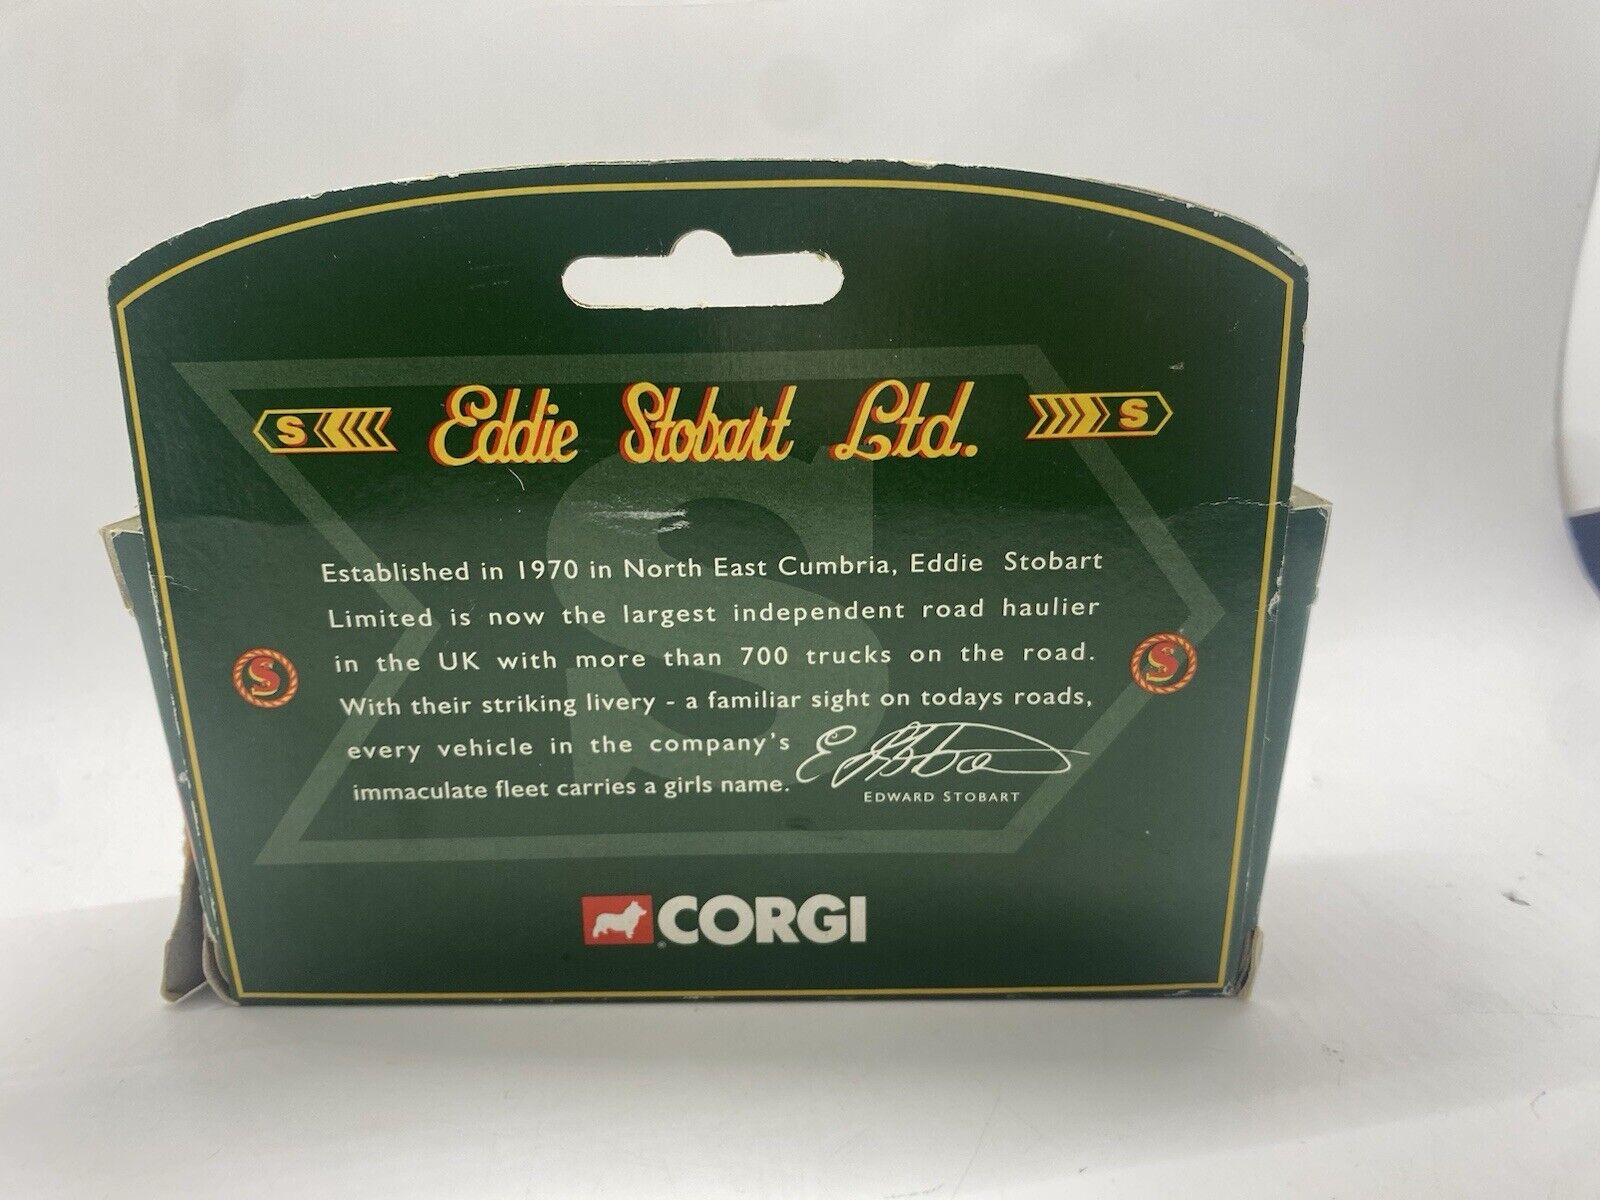 S Eddie Stobart Ltd. S
Established in 1970 in North East Cumbria, Eddie Stobart
Limited is now the largest independent road haulier
S in the UK with more than 700 trucks on the road. S
With their striking livery - a familiar sight on todays roads,
every vehicle in the company's
immaculate fleet carries a girls name.
EDWARD STOBART
S
CORGI